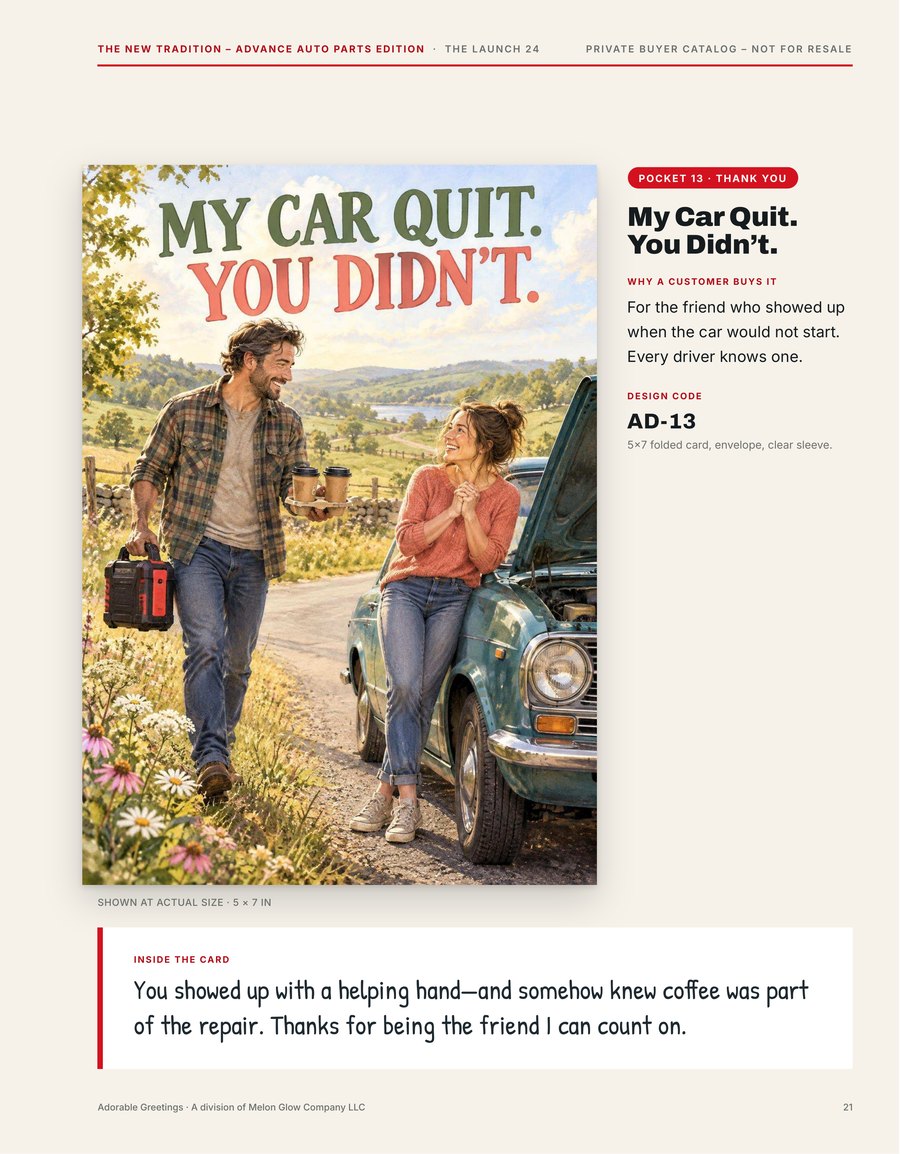 THE NEW TRADITION – ADVANCE AUTO PARTS EDITION · THE LAUNCH 24
PRIVATE BUYER CATALOG – NOT FOR RESALE
MY CAR QUIT.
YOU DIDN'T.
POCKET 13 · THANK YOU
My Car Quit.
You Didn’t.
WHY A CUSTOMER BUYS IT
For the friend who showed up
when the car would not start.
Every driver knows one.
DESIGN CODE
AD-13
5×7 folded card, envelope, clear sleeve.
SHOWN AT ACTUAL SIZE · 5 × 7 IN
INSIDE THE CARD
You showed up with a helping hand—and somehow knew coffee was part
of the repair. Thanks for being the friend I can count on.
Adorable Greetings · A division of Melon Glow Company LLC
21